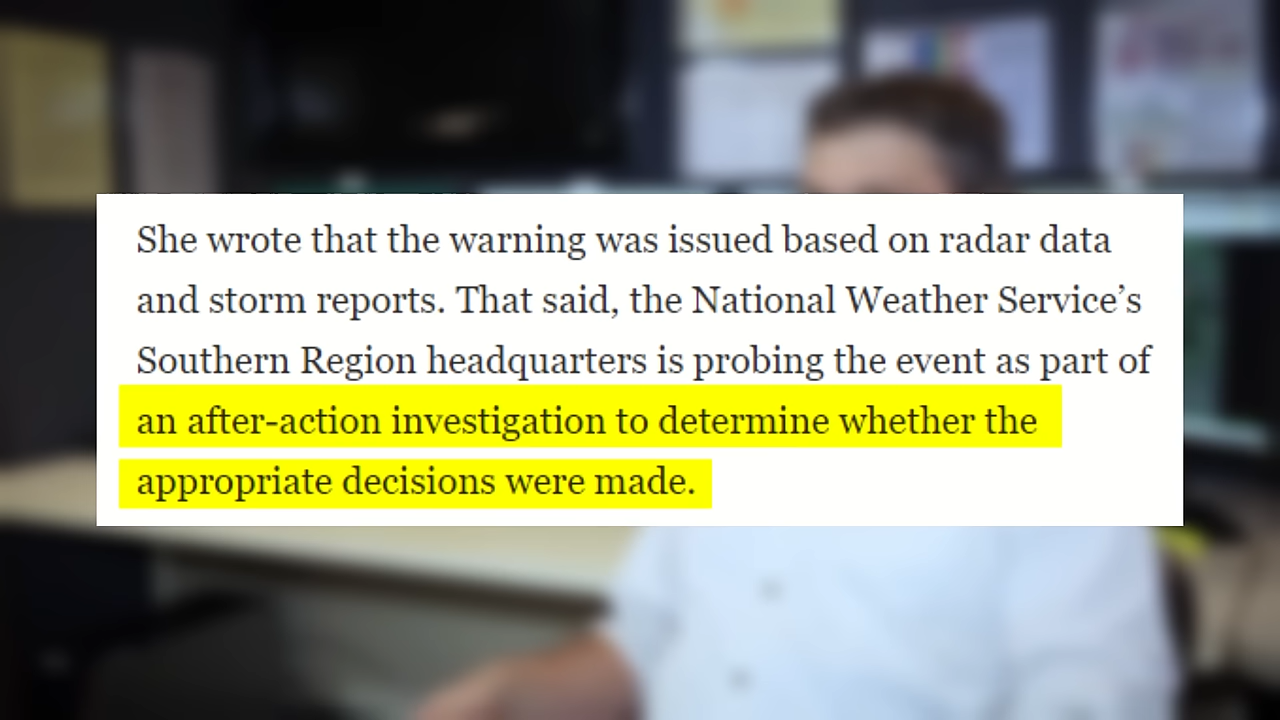 She wrote that the warning was issued based on radar data
and storm reports. That said, the National Weather Service’s
Southern Region headquarters is probing the event as part of
an after-action investigation to determine whether the
appropriate decisions were made.